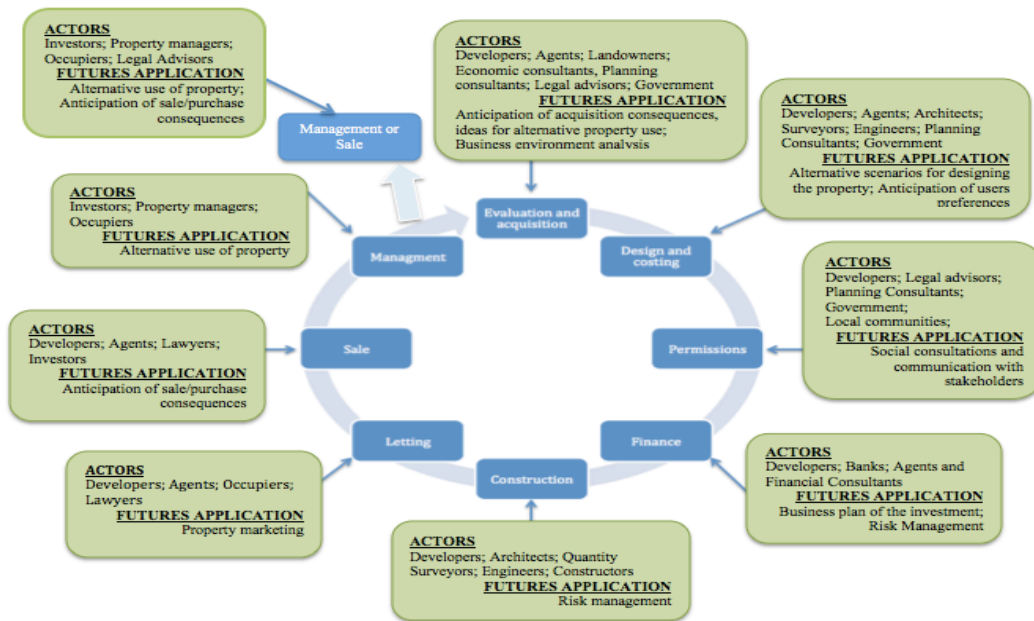 ACTORS
Investors; Property managers;
Occupiers; Legal Advisors
FUTURES APPLICATION
Alternative use of property;
Anticipation of sale/purchase
consequences
Management or
Sale
ACTORS
Developers; Agents; Landowners;
Economic consultants, Planning
consultants; Legal advisors; Government
FUTURES APPLICATION
Anticipation of acquisition consequences,
ideas for alternative property use;
Business environment analysis
ACTORS
Developers; Agents; Architects;
Surveyors; Engineers; Planning
Consultants; Government
FUTURES APPLICATION
Alternative scenarios for designing
the property; Anticipation of users
preferences
ACTORS
Investors; Property managers;
Occupiers
FUTURES APPLICATION
Alternative use of property
Evaluation and
acquisition
Managment
Design and
costing
ACTORS
Developers; Legal advisors;
Planning Consultants;
Government;
Local communities;
FUTURES APPLICATION
Social consultations and
communication with
stakeholders
ACTORS
Developers; Agents; Lawyers;
Investors
FUTURES APPLICATION
Anticipation of sale/purchase
consequences
Sale
Permissions
Letting
Finance
Construction
ACTORS
Developers; Agents; Occupiers;
Lawyers
FUTURES APPLICATION
Property marketing
ACTORS
Developers; Banks; Agents and
Financial Consultants
FUTURES APPLICATION
Business plan of the investment;
Risk Management
ACTORS
Developers; Architects; Quantity
Surveyors; Engineers; Constructors
FUTURES APPLICATION
Risk management